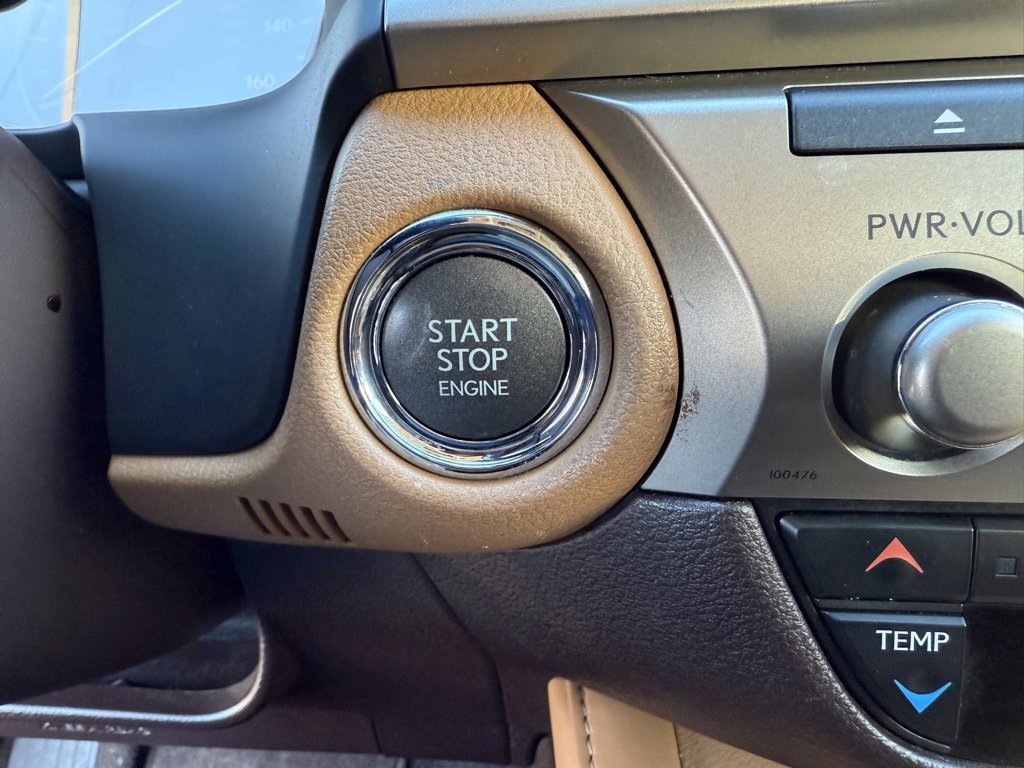 140
160
START
STOP
ENGINE
PWR·VOL
100476
TEMP